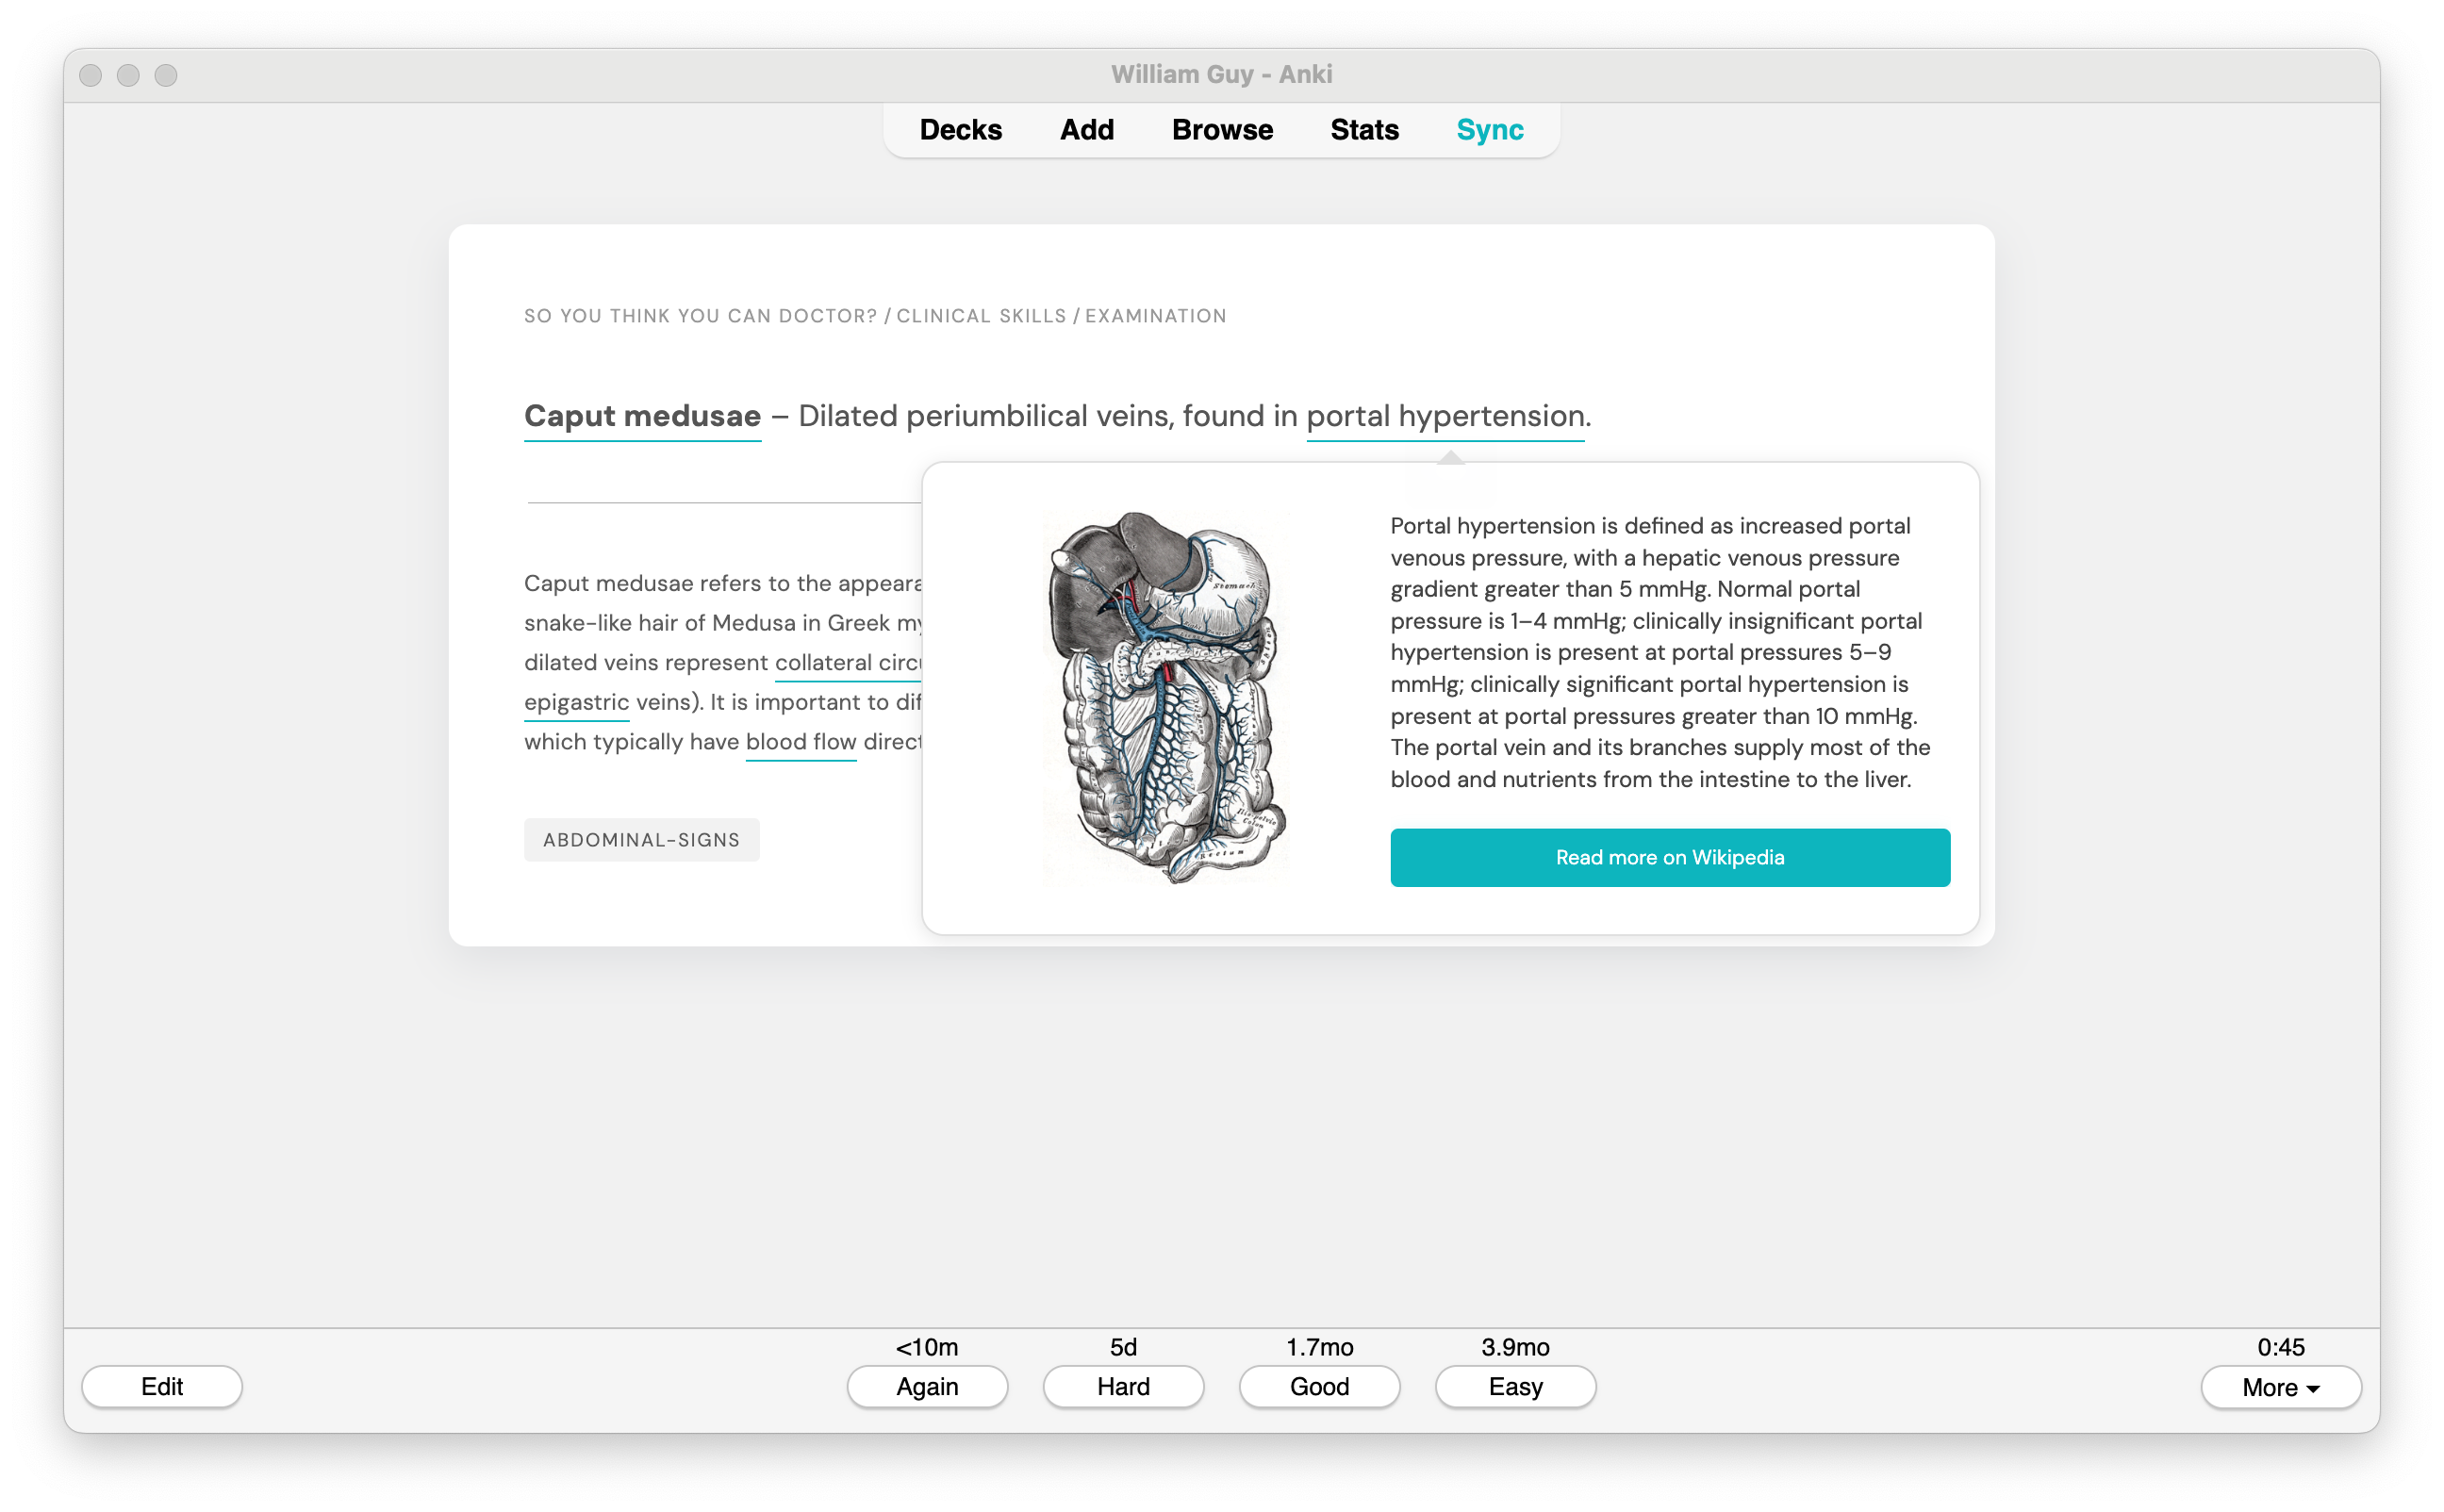 William Guy - Anki
Decks Add Browse Stats Sync
SO YOU THINK YOU CAN DOCTOR? / CLINICAL SKILLS / EXAMINATION
Caput medusae – Dilated periumbilical veins, found in portal hypertension.
Caput medusae refers to the appeara
snake-like hair of Medusa in Greek my
dilated veins represent collateral circu
epigastric veins). It is important to dif
which typically have blood flow direct
ABDOMINAL-SIGNS
Stomach
Rectum
Portal hypertension is defined as increased portal
venous pressure, with a hepatic venous pressure
gradient greater than 5 mmHg. Normal portal
pressure is 1–4 mmHg; clinically insignificant portal
hypertension is present at portal pressures 5–9
mmHg; clinically significant portal hypertension is
present at portal pressures greater than 10 mmHg.
The portal vein and its branches supply most of the
blood and nutrients from the intestine to the liver.
Read more on Wikipedia
<10m 5d 1.7mo 3.9mo 0:45
Edit Again Hard Good Easy More